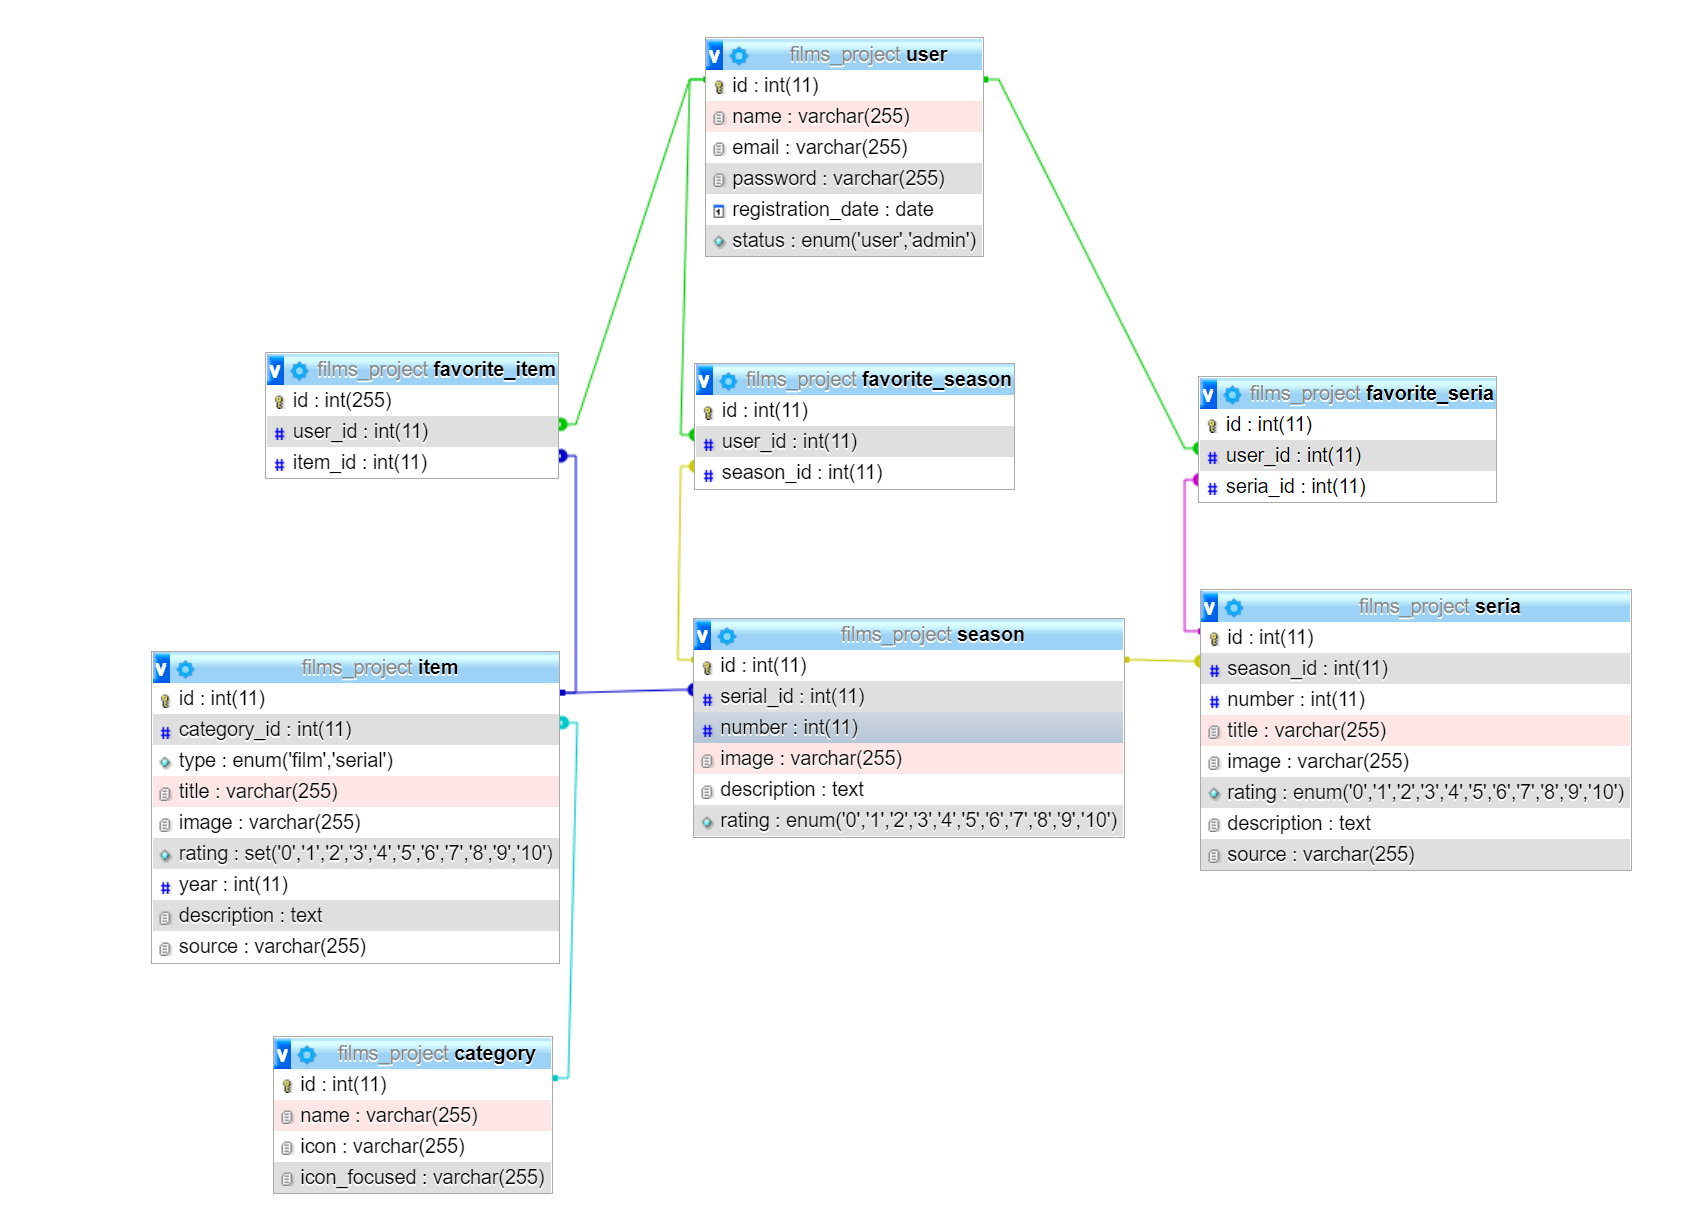 films_project user
id : int(11)
name : varchar(255)
email : varchar(255)
password : varchar(255)
registration_date : date
status : enum('user','admin')
films_project favorite_item
id : int(255)
user_id : int(11)
item_id : int(11)
films_project favorite_season
id : int(11)
user_id : int(11)
season_id : int(11)
films_project favorite_seria
id : int(11)
user_id : int(11)
seria_id : int(11)
films_project item
id : int(11)
category_id : int(11)
type : enum('film','serial')
title : varchar(255)
image : varchar(255)
rating : set('0','1','2','3','4','5','6','7','8','9','10')
year : int(11)
description : text
source : varchar(255)
films_project season
id : int(11)
serial_id : int(11)
number : int(11)
image : varchar(255)
description : text
rating : enum('0','1','2','3','4','5','6','7','8','9','10')
films_project seria
id : int(11)
season_id : int(11)
number : int(11)
title : varchar(255)
image : varchar(255)
rating : enum('0','1','2','3','4','5','6','7','8','9','10')
description : text
source : varchar(255)
films_project category
id : int(11)
name : varchar(255)
icon : varchar(255)
icon_focused : varchar(255)